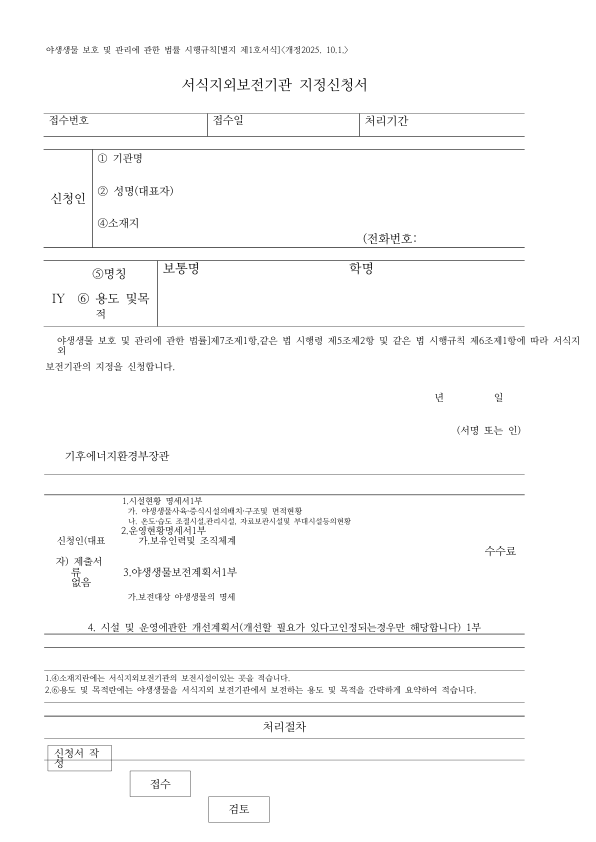 야생생물 보호 및 관리에 관한 법률 시행규칙[별지 제1호서식]<개정2025. 10.1.>
서식지외보전기관 지정신청서
접수번호 접수일 처리기간
① 기관명
신청인 ② 성명(대표자)
④소재지
(전화번호:
⑤명칭 보통명 학명
IY ⑥ 용도 및목
적
야생생물 보호 및 관리에 관한 법률]제7조제1항,같은 법 시행령 제5조제2항 및 같은 법 시행규칙 제6조제1항에 따라 서식지
외
보전기관의 지정을 신청합니다.
년 일
(서명 또는 인)
기후에너지환경부장관
1.시설현황 명세서1부
가. 야생생물사육·증식시설의배치·구조및 면적현황
나. 온도·습도 조절시설,관리시설, 자료보관시설및 부대시설등의현황
2.운영현황명세서1부
신청인(대표 가.보유인력및 조직체계
수수료
자) 제출서
류 3.야생생물보전계획서1부
없음
가.보전대상 야생생물의 명세
4. 시설 및 운영에관한 개선계획서(개선할 필요가 있다고인정되는경우만 해당합니다) 1부
1.④소재지란에는 서식지외보전기관의 보전시설이있는 곳을 적습니다.
2.⑥용도 및 목적란에는 야생생물을 서식지외 보전기관에서 보전하는 용도 및 목적을 간략하게 요약하여 적습니다.
처리절차
신청서 작
성
접수
검토